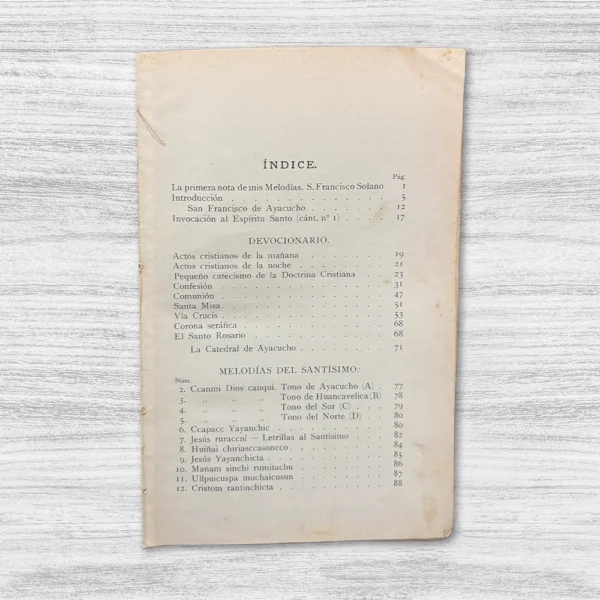 ÍNDICE.
Pág.
La primera nota de mis Melodías. S. Francisco Solano 1
Introducción . . . . . . . . . . . . 5
San Francisco de Ayacucho . . . . . . 12
Invocación al Espíritu Santo (cánt. nº 1) . . . . 17
DEVOCIONARIO.
Actos cristianos de la mañana . . . . . . . 19
Actos cristianos de la noche . . . . . . . . 21
Pequeño catecismo de la Doctrina Cristiana . . 23
Confesión . . . . . . . . . . . . . 31
Comunión . . . . . . . . . . . . . 47
Santa Misa . . . . . . . . . . . . . 51
Vía Crucis . . . . . . . . . . . . . 53
Corona seráfica . . . . . . . . . . . 68
El Santo Rosario . . . . . . . . . . . 68
La Catedral de Ayacucho . . . . . . . 71
MELODÍAS DEL SANTÍSIMO.
Núm.
2. Ccanmi Dios canqui. Tono de Ayacucho (A) . 77
3. „ „ „ Tono de Huancavelica (B) 78
4. „ „ „ Tono del Sur (C) . . 79
5. „ „ „ Tono del Norte (D) . 80
6. Ccapacc Yayanchic . . . . . . . . . 80
7. Jesús ruraccní — Letrillas al Santísimo . . . 82
8. Huiñai chiriasccasoncco . . . . . . . . 84
9. Jesús Yayanchicta . . . . . . . . . . 85
10. Manam sinchi rumitachu . . . . . . . . 86
11. Ullpuicuspa muchaicusun . . . . . . . . 87
12. Cristom rantinchicta . . . . . . . . . 88